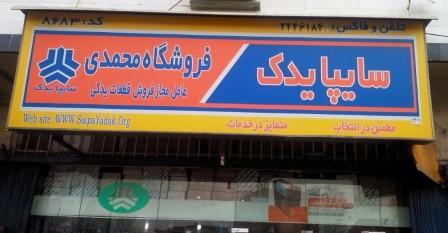 تلفن و فاکس: ۲۲۴۶۱۸۴
کد: ۸۶۸۳
سایپا یدک
فروشگاه محمدی
عامل مجاز فروش قطعات یدکی
سایپا یدک
مطمئن در انتخاب
متمایز در خدمات
Web site: WWW.SaipaYadak.Org